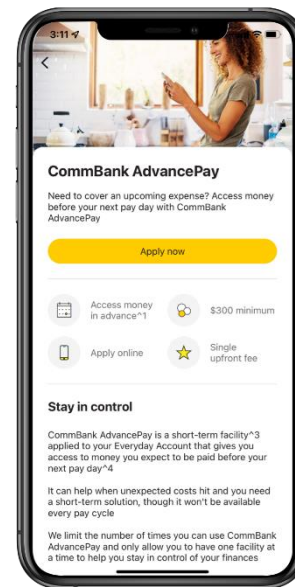 3:11
CommBank AdvancePay
Need to cover an upcoming expense? Access money
before your next pay day with CommBank
AdvancePay
Apply now
Access money
in advance^1
$300 minimum
Apply online
Single
upfront fee
Stay in control
CommBank AdvancePay is a short-term facility^3
applied to your Everyday Account that gives you
access to money you expect to be paid before your
next pay day^4
It can help when unexpected costs hit and you need
a short-term solution, though it won't be available
every pay cycle
We limit the number of times you can use CommBank
AdvancePay and only allow you to have one facility at
a time to help you stay in control of your finances